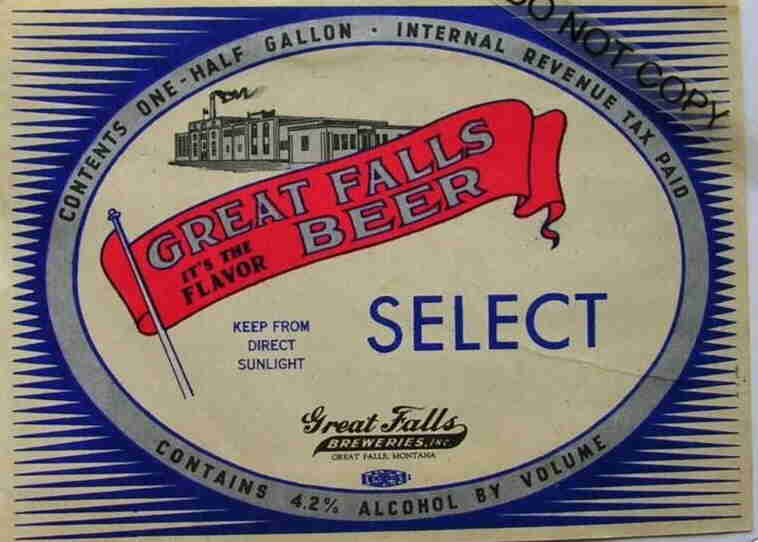 DO NOT COPY
CONTENTS ONE-HALF GALLON · INTERNAL REVENUE TAX PAID
GREAT FALLS
BEER
IT'S THE
FLAVOR
KEEP FROM
DIRECT
SUNLIGHT
SELECT
Great Falls
BREWERIES, INC.
GREAT FALLS, MONTANA
CONTAINS 4.2% ALCOHOL BY VOLUME